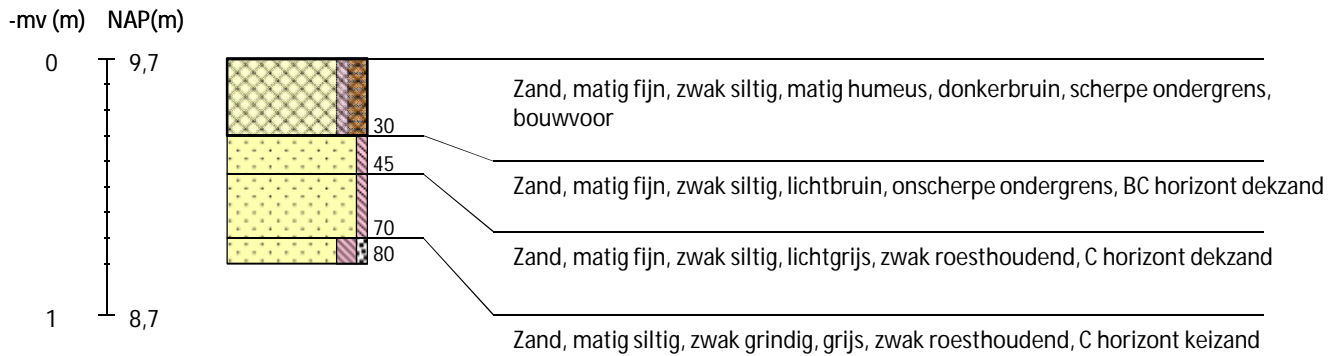 -mv (m) NAP(m)
0 9,7
Zand, matig fijn, zwak siltig, matig humeus, donkerbruin, scherpe ondergrens,
bouwvoor
30
45
Zand, matig fijn, zwak siltig, lichtbruin, onscherpe ondergrens, BC horizont dekzand
70
80
Zand, matig fijn, zwak siltig, lichtgrijs, zwak roesthoudend, C horizont dekzand
1 8,7
Zand, matig siltig, zwak grindig, grijs, zwak roesthoudend, C horizont keizand